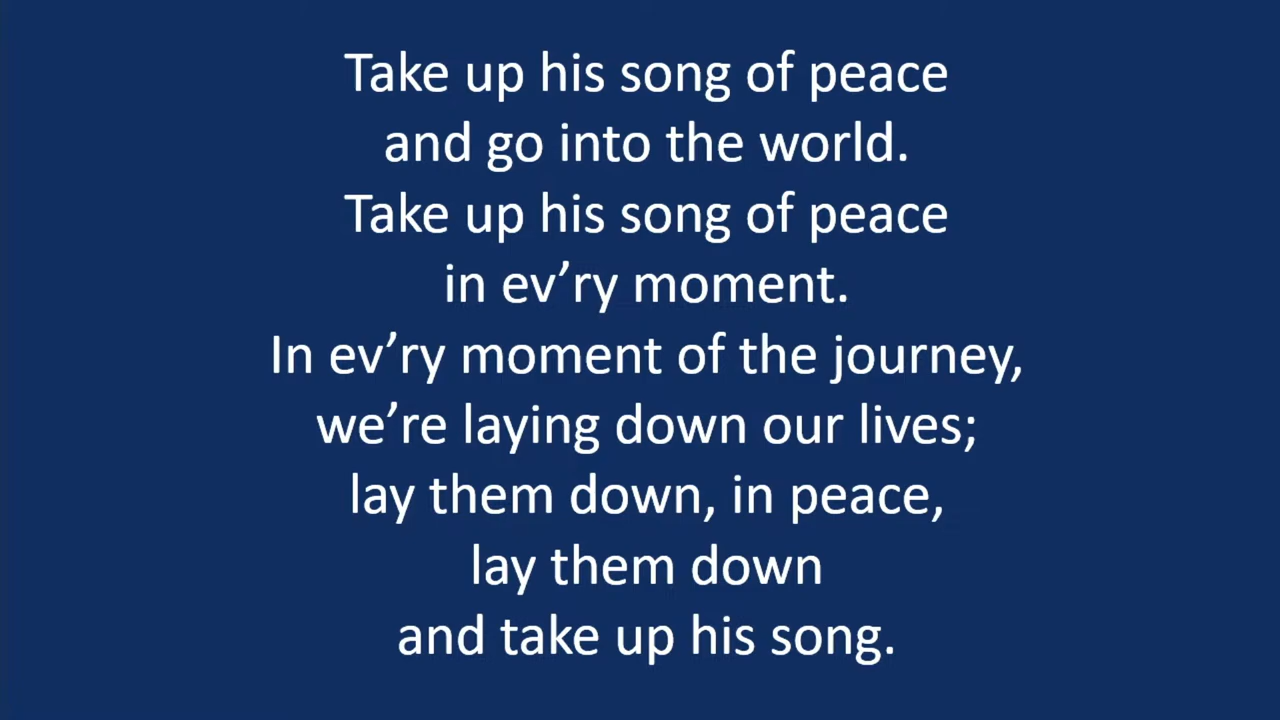 Take up his song of peace
and go into the world.
Take up his song of peace
in ev’ry moment.
In ev’ry moment of the journey,
we’re laying down our lives;
lay them down, in peace,
lay them down
and take up his song.